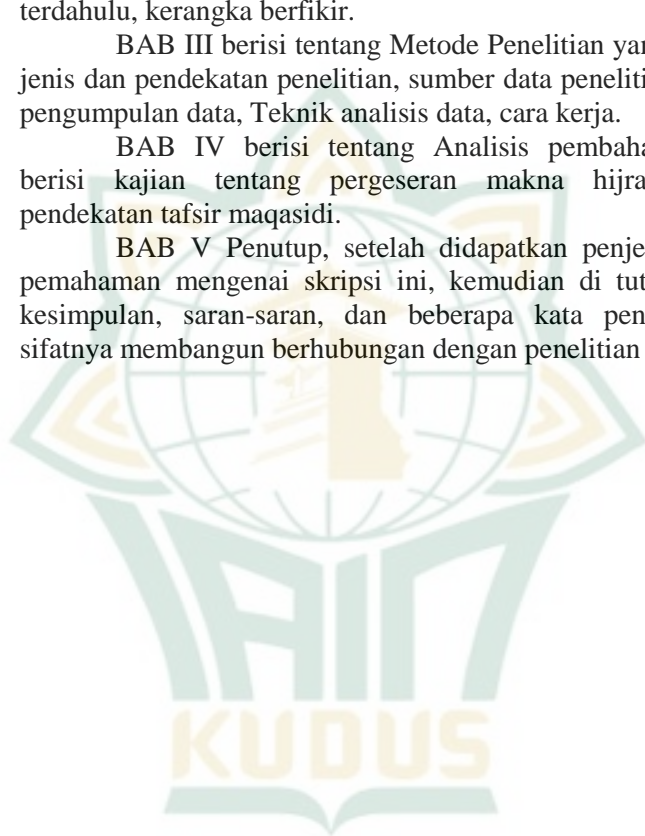 terdahulu, kerangka berfikir.
BAB III berisi tentang Metode Penelitian yan
jenis dan pendekatan penelitian, sumber data peneliti
pengumpulan data, Teknik analisis data, cara kerja.
BAB IV berisi tentang Analisis pembaha
berisi kajian tentang pergeseran makna hijra
pendekatan tafsir maqasidi.
BAB V Penutup, setelah didapatkan penje
pemahaman mengenai skripsi ini, kemudian di tut
kesimpulan, saran-saran, dan beberapa kata pen
sifatnya membangun berhubungan dengan penelitian
IAIN
KUDUS